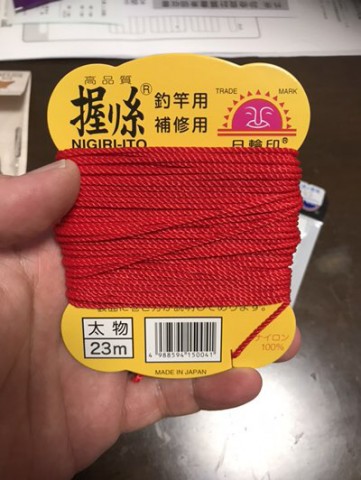 高品質
握り糸®
釣竿用
補修用
NIGIRI-ITO
TRADE MARK
日輪印®
太物
23m
ナイロン
100%
4 988594 150041
MADE IN JAPAN